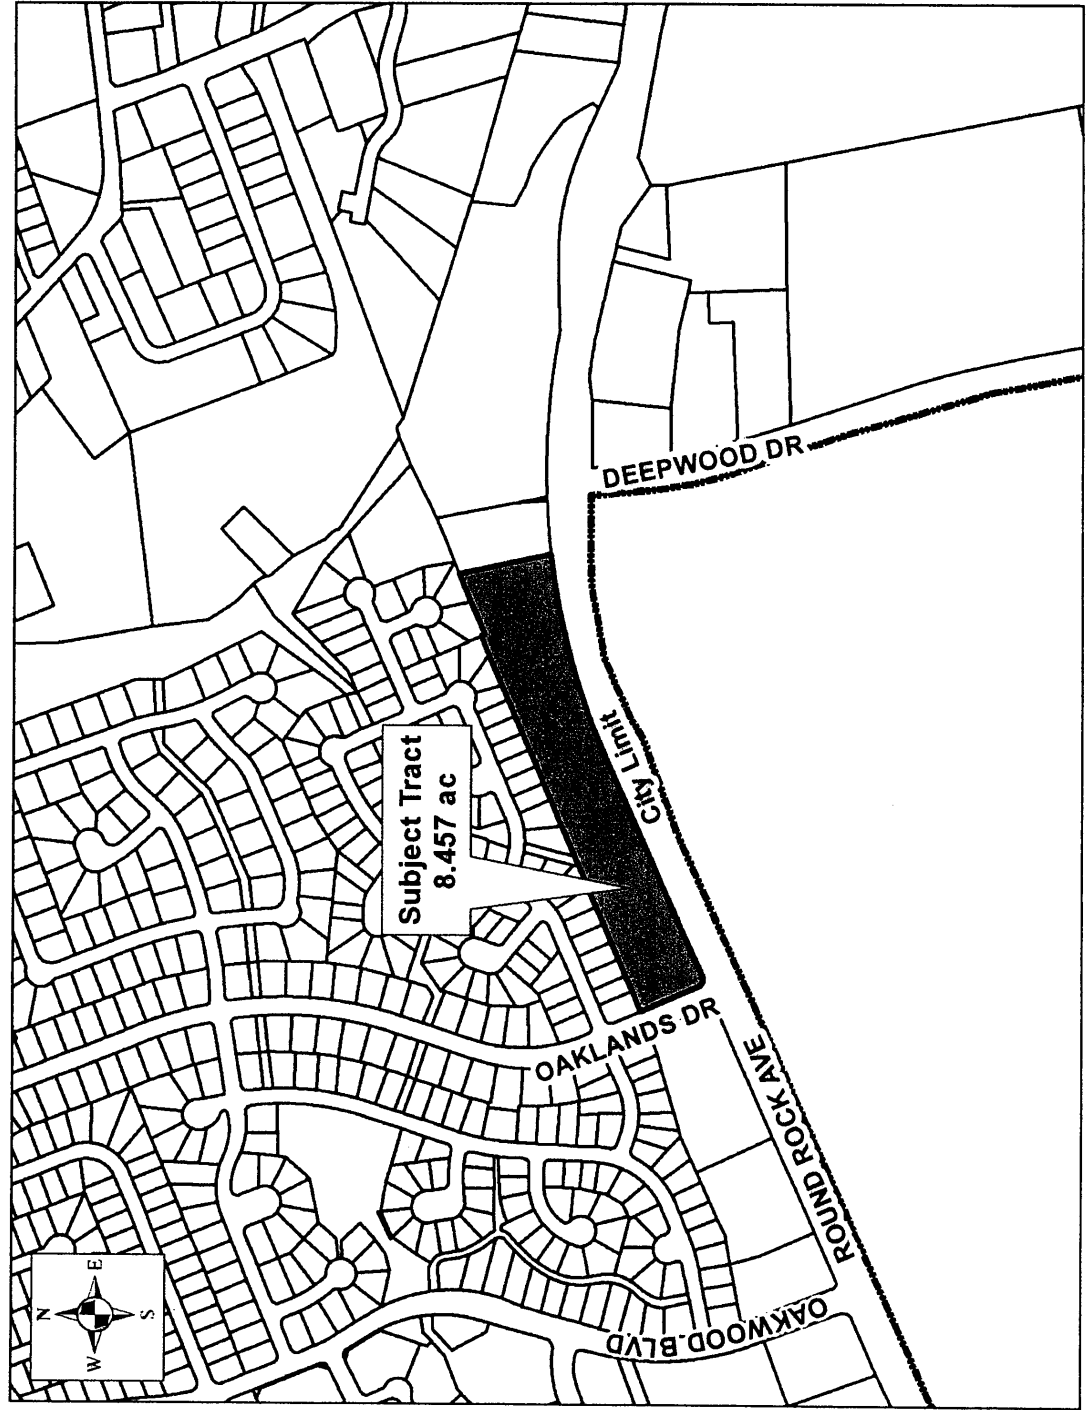 Subject Tract
8.457 ac
DEEPWOOD DR
City Limit
OAKLANDS DR
ROUND ROCK AVE
OAKWOOD BLVD
N
W
E
S